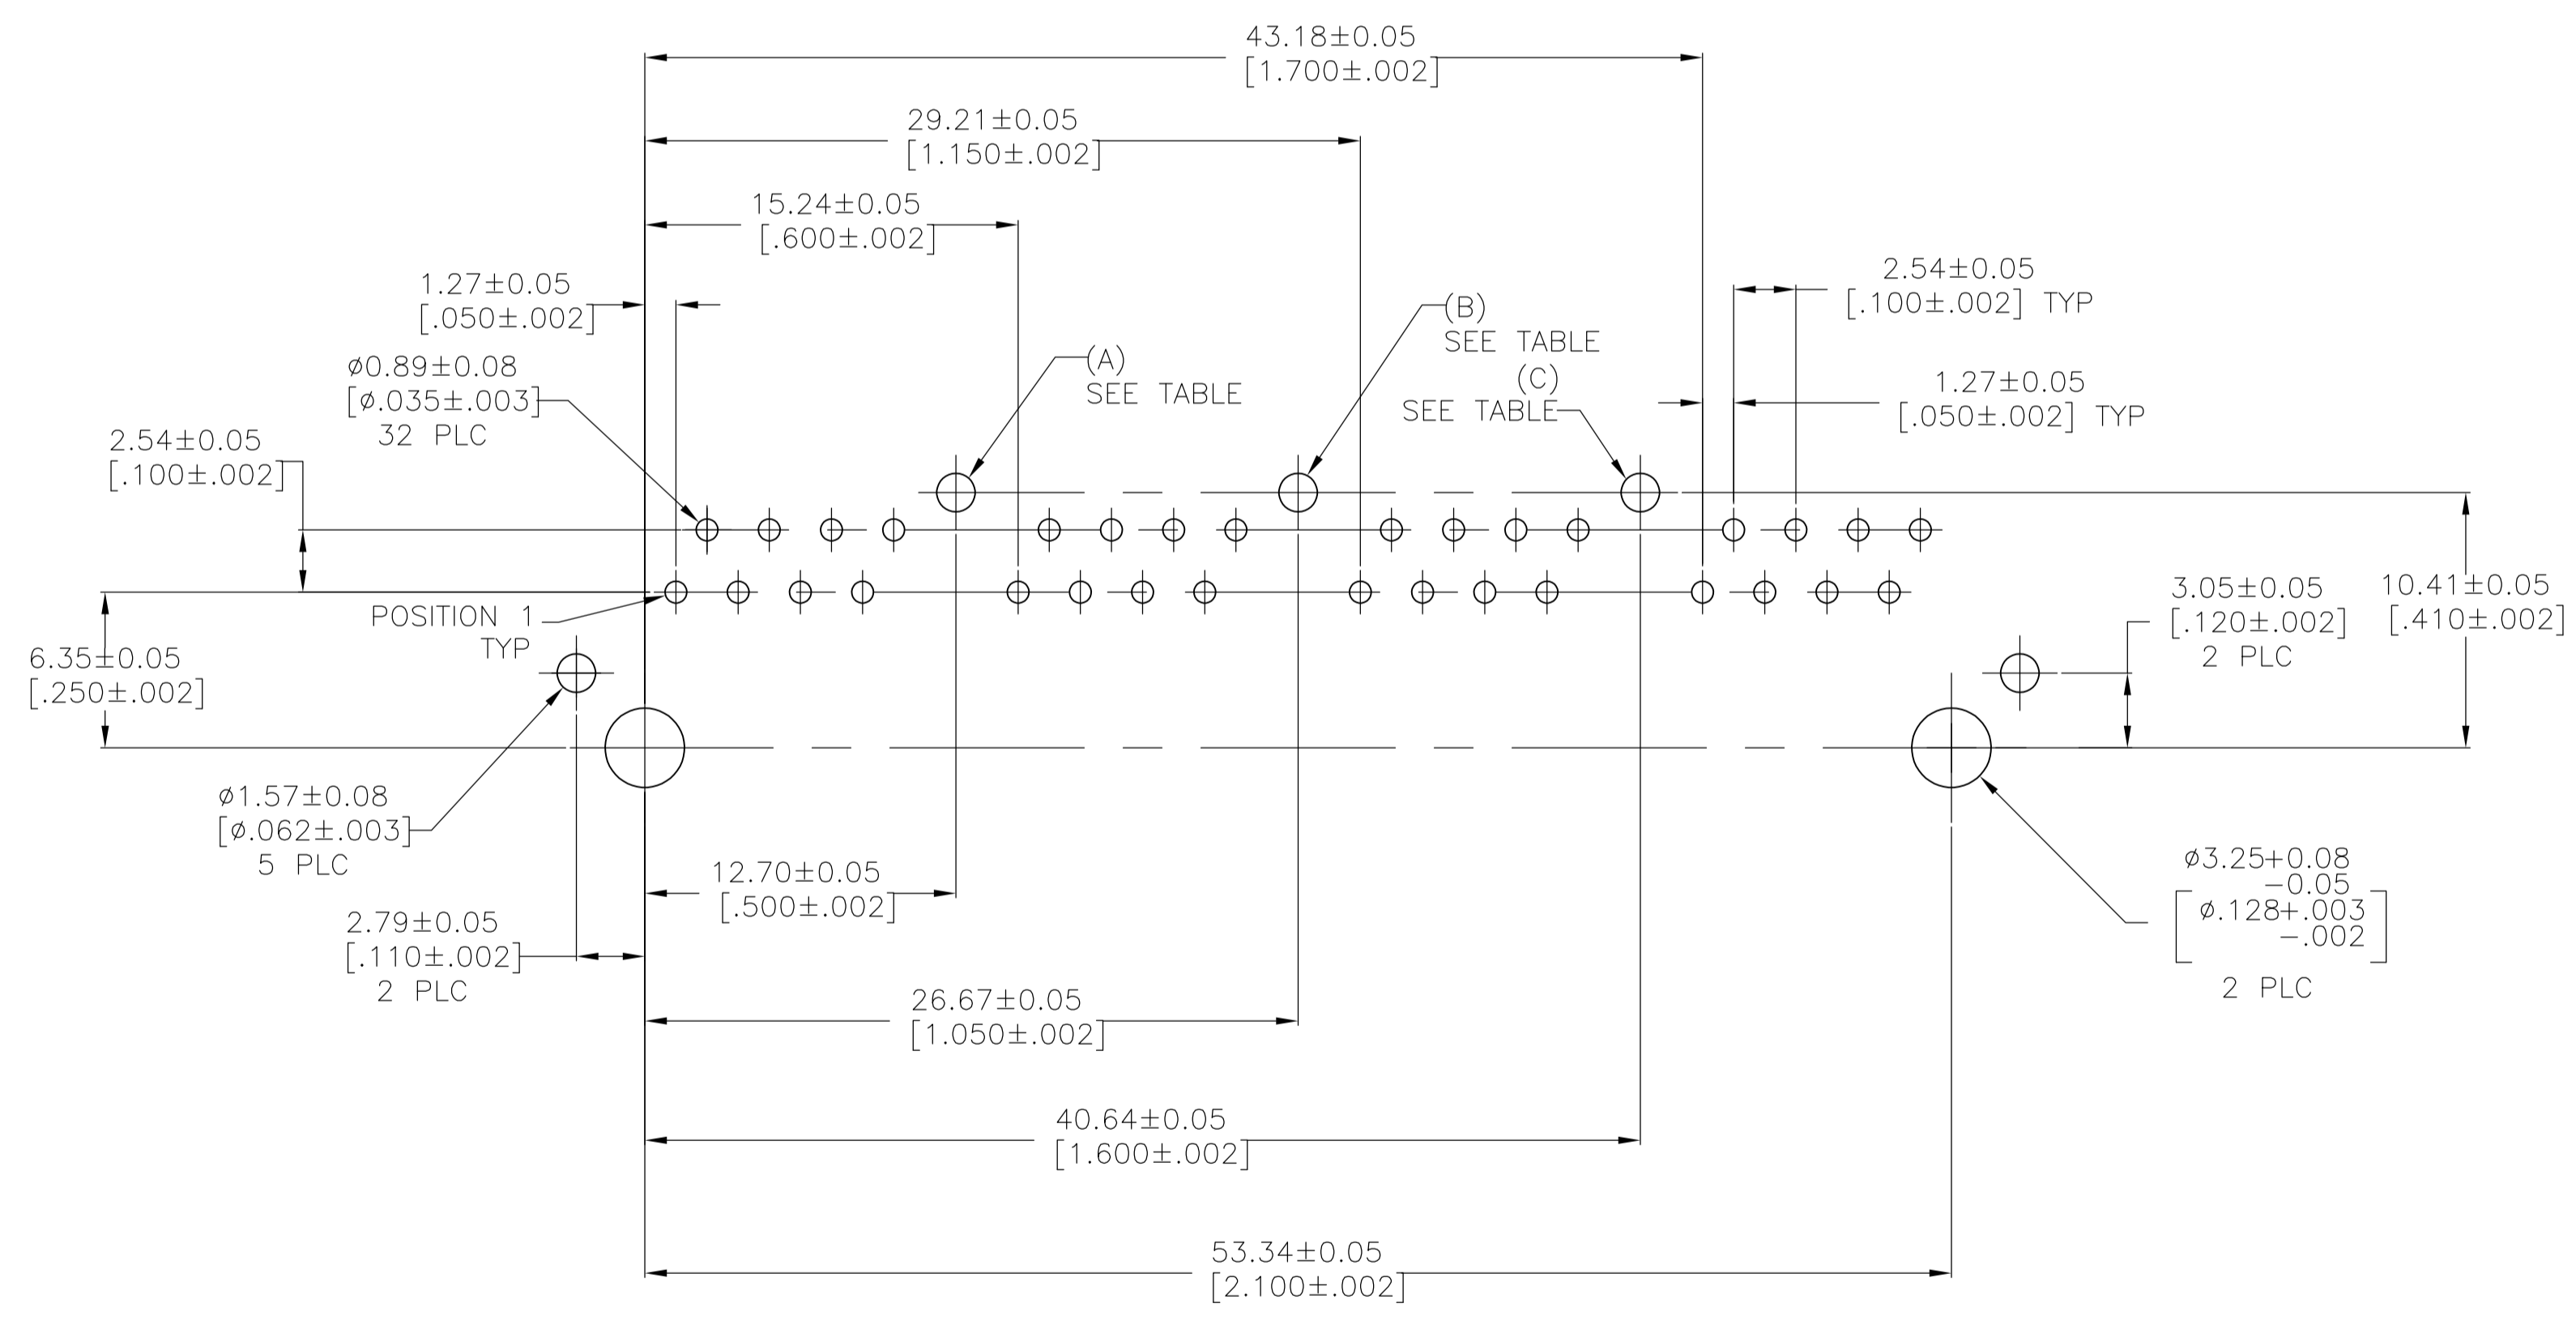 43.18±0.05
[1.700±.002]
29.21±0.05
[1.150±.002]
15.24±0.05
[.600±.002]
1.27±0.05
[.050±.002]
2.54±0.05
[.100±.002] TYP
(B)
SEE TABLE
(A)
SEE TABLE
(C)
SEE TABLE
1.27±0.05
[.050±.002] TYP
ø0.89±0.08
[ø.035±.003]
32 PLC
2.54±0.05
[.100±.002]
POSITION 1
TYP
6.35±0.05
[.250±.002]
3.05±0.05
[.120±.002]
2 PLC
10.41±0.05
[.410±.002]
ø1.57±0.08
[ø.062±.003]
5 PLC
12.70±0.05
[.500±.002]
ø3.25+0.08
-0.05
[ø.128+.003
-.002]
2 PLC
2.79±0.05
[.110±.002]
2 PLC
26.67±0.05
[1.050±.002]
40.64±0.05
[1.600±.002]
53.34±0.05
[2.100±.002]